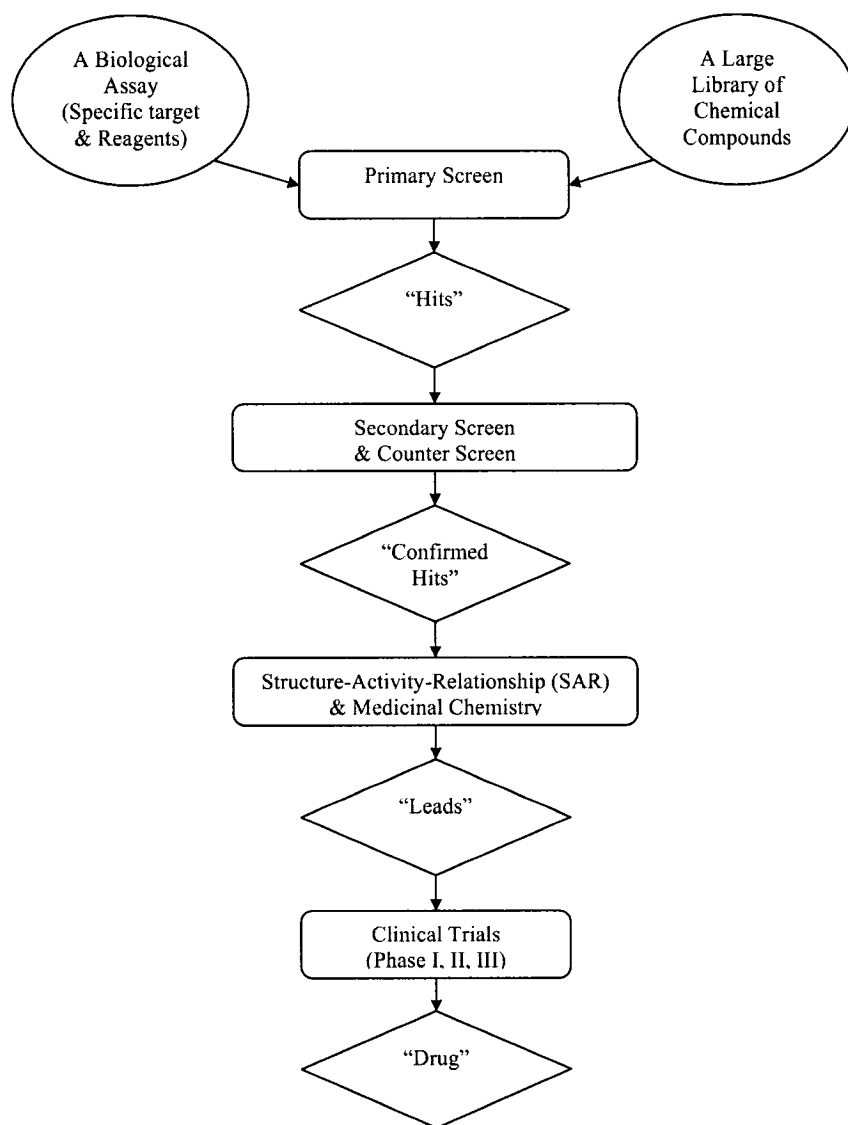 A Biological
Assay
(Specific target
& Reagents)
A Large
Library of
Chemical
Compounds
Primary Screen
“Hits”
Secondary Screen
& Counter Screen
“Confirmed
Hits”
Structure-Activity-Relationship (SAR)
& Medicinal Chemistry
“Leads”
Clinical Trials
(Phase I, II, III)
“Drug”